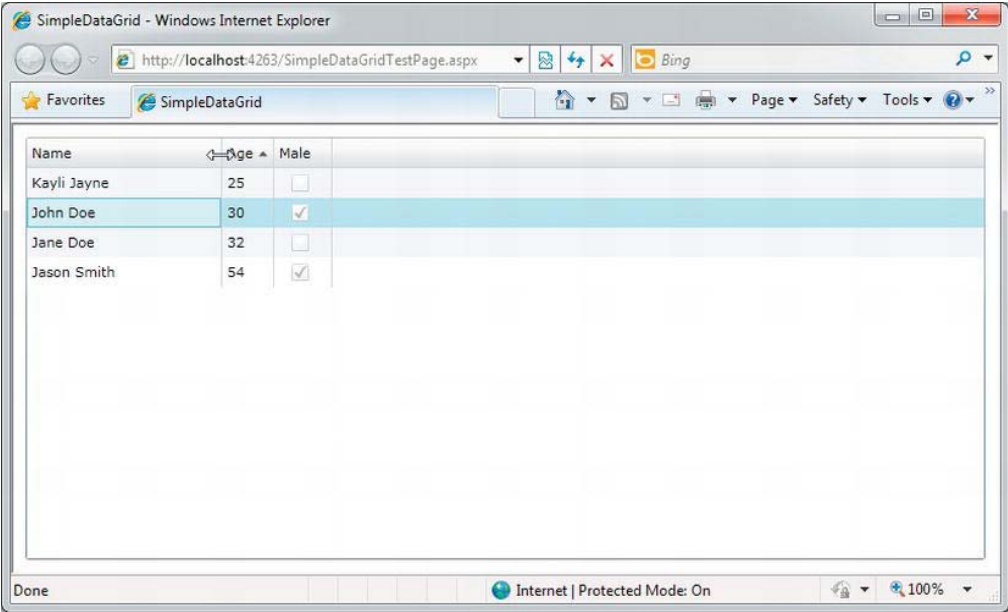 SimpleDataGrid - Windows Internet Explorer
http://localhost:4263/SimpleDataGridTestPage.aspx Bing
Favorites SimpleDataGrid Page Safety Tools
Name Age Male
Kayli Jayne 25
John Doe 30
Jane Doe 32
Jason Smith 54
Done Internet | Protected Mode: On 100%